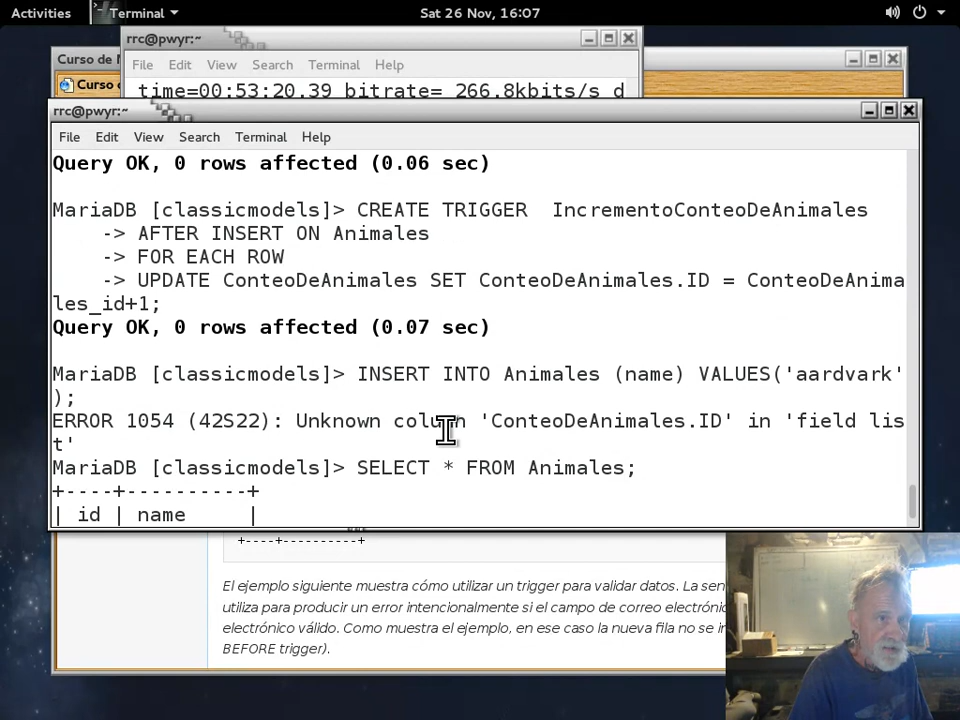 Activities
Terminal
Sat 26 Nov, 16:07
rrc@pwyr:~
Curso de
File Edit View Search Terminal Help
Curso
time=00:53:20.39 bitrate= 266.8kbits/s d
rrc@pwyr:~
File Edit View Search Terminal Help
Query OK, 0 rows affected (0.06 sec)
MariaDB [classicmodels]> CREATE TRIGGER  IncrementoConteoDeAnimales
    -> AFTER INSERT ON Animales
    -> FOR EACH ROW
    -> UPDATE ConteoDeAnimales SET ConteoDeAnimales.ID = ConteoDeAnima
les_id+1;
Query OK, 0 rows affected (0.07 sec)
MariaDB [classicmodels]> INSERT INTO Animales (name) VALUES('aardvark'
);
ERROR 1054 (42S22): Unknown column 'ConteoDeAnimales.ID' in 'field lis
t'
MariaDB [classicmodels]> SELECT * FROM Animales;
+----+----------+
| id | name     |
+----+----------+
El ejemplo siguiente muestra cómo utilizar un trigger para validar datos. La sen
utiliza para producir un error intencionalmente si el campo de correo electrónic
electrónico válido. Como muestra el ejemplo, en ese caso la nueva fila no se i
BEFORE trigger).